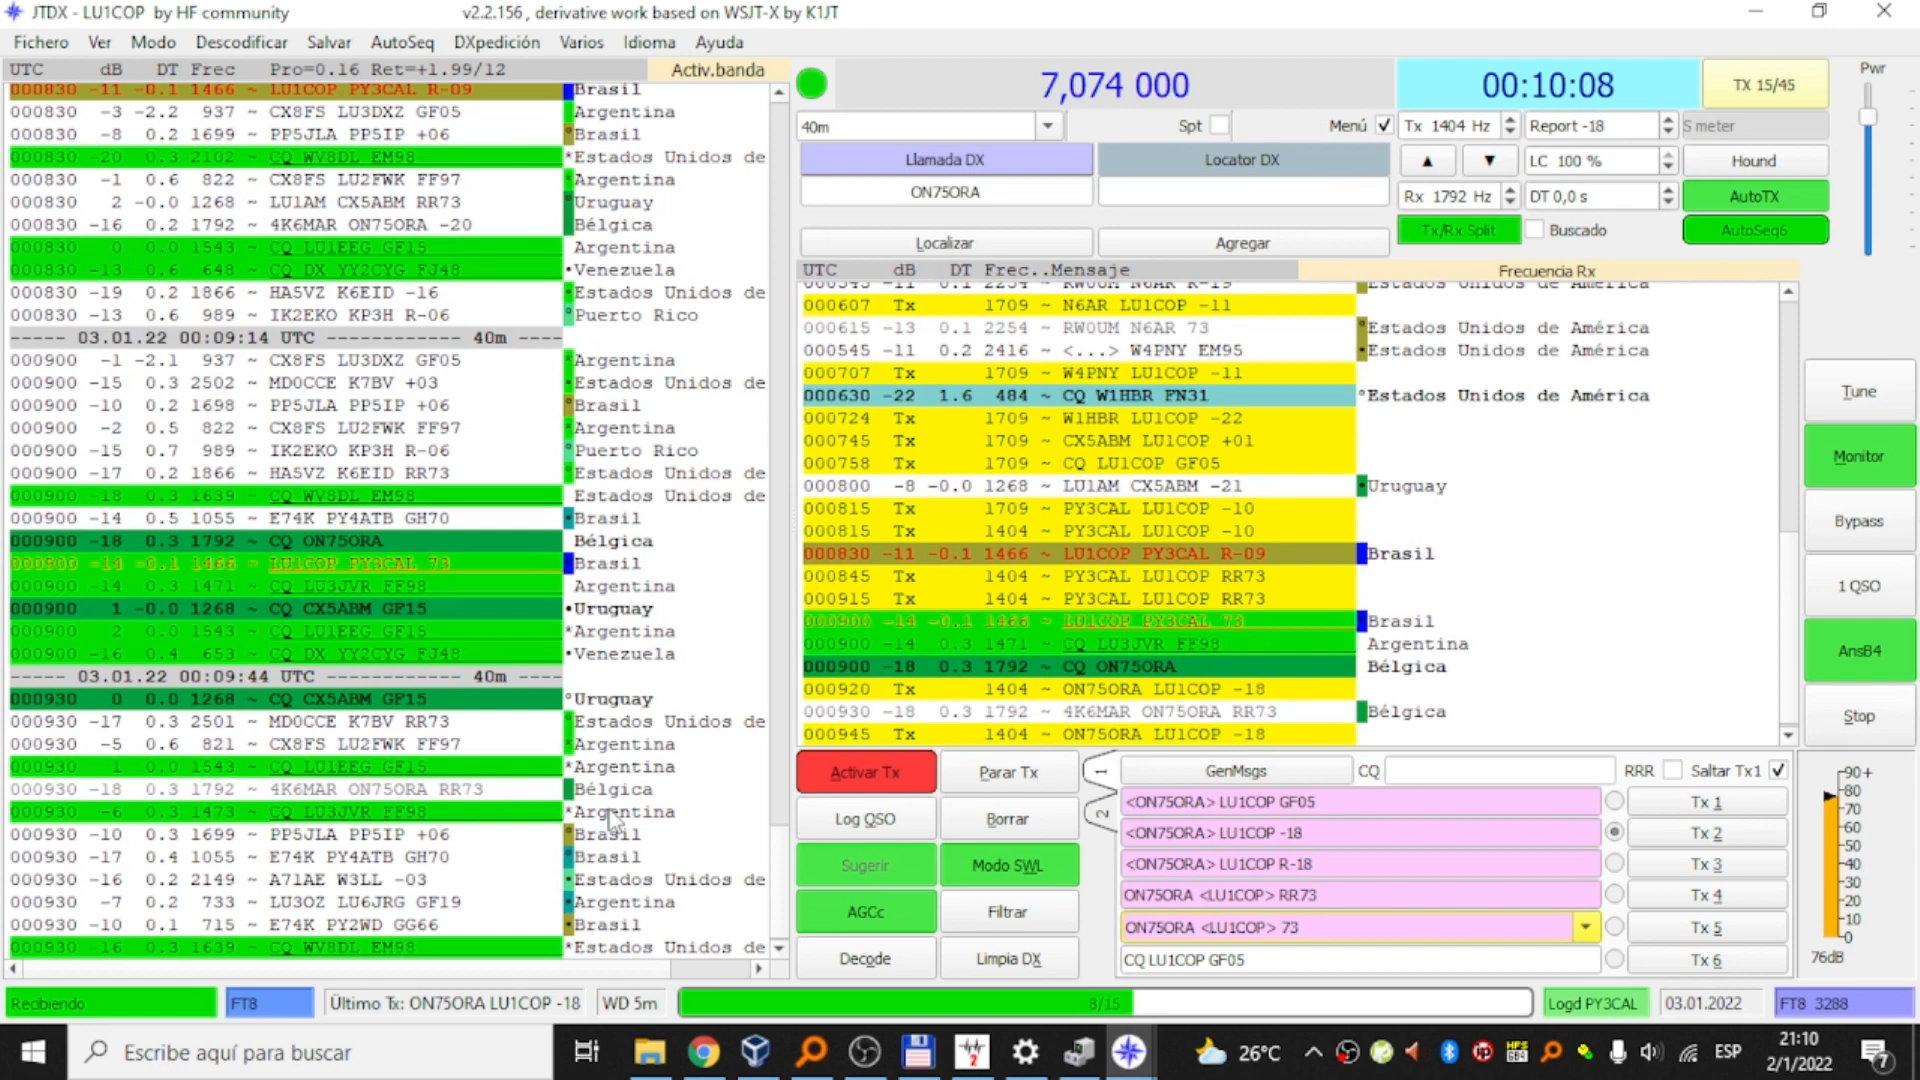 JTDX - LU1COP by HF community v2.2.156 , derivative work based on WSJT-X by K1JT
Fichero Ver Modo Descodificar Salvar AutoSeq DXpedición Varios Idioma Ayuda
UTC dB DT Frec Pro=0.16 Ret=+1.99/12 Activ.banda
000830 -11 -0.1 1466 ~ LU1COP PY3CAL R-09 Brasil
000830 -3 -2.2 937 ~ CX8FS LU3DXZ GF05 Argentina
000830 -8 0.2 1699 ~ PP5JLA PP5IP +06 °Brasil
000830 -20 0.3 2102 ~ CQ WV8DL EM98 *Estados Unidos de
000830 -1 0.6 822 ~ CX8FS LU2FWK FF97 Argentina
000830 2 -0.0 1268 ~ LU1AM CX5ABM RR73 Uruguay
000830 -16 0.2 1792 ~ 4K6MAR ON75ORA -20 Bélgica
000830 0 0.0 1543 ~ CQ LU1EEG GF15 Argentina
000830 -13 0.6 648 ~ CQ DX YY2CYG FJ48 •Venezuela
000830 -19 0.2 1866 ~ HA5VZ K6EID -16 Estados Unidos de
000830 -13 0.6 989 ~ IK2EKO KP3H R-06 °Puerto Rico
----- 03.01.22 00:09:14 UTC ------------ 40m ----
000900 -1 -2.1 937 ~ CX8FS LU3DXZ GF05 Argentina
000900 -15 0.3 2502 ~ MD0CCE K7BV +03 Estados Unidos de
000900 -10 0.2 1698 ~ PP5JLA PP5IP +06 °Brasil
000900 -2 0.5 822 ~ CX8FS LU2FWK FF97 Argentina
000900 -15 0.7 989 ~ IK2EKO KP3H R-06 °Puerto Rico
000900 -17 0.2 1866 ~ HA5VZ K6EID RR73 Estados Unidos de
000900 -18 0.3 1639 ~ CQ WV8DL EM98 Estados Unidos de
000900 -14 0.5 1055 ~ E74K PY4ATB GH70 •Brasil
000900 -18 0.3 1792 ~ CQ ON75ORA Bélgica
000900 -14 -0.1 1466 ~ LU1COP PY3CAL 73 Brasil
000900 -14 0.3 1471 ~ CQ LU3JVR FF98 Argentina
000900 1 -0.0 1268 ~ CQ CX5ABM GF15 •Uruguay
000900 2 0.0 1543 ~ CQ LU1EEG GF15 *Argentina
000900 -16 0.4 653 ~ CQ DX YY2CYG FJ48 •Venezuela
----- 03.01.22 00:09:44 UTC ------------ 40m ----
000930 0 0.0 1268 ~ CQ CX5ABM GF15 °Uruguay
000930 -17 0.3 2501 ~ MD0CCE K7BV RR73 Estados Unidos de
000930 -5 0.6 821 ~ CX8FS LU2FWK FF97 *Argentina
000930 1 0.0 1543 ~ CQ LU1EEG GF15 *Argentina
000930 -18 0.3 1792 ~ 4K6MAR ON75ORA RR73 Bélgica
000930 -6 0.3 1473 ~ CQ LU3JVR FF98 *Argentina
000930 -10 0.3 1699 ~ PP5JLA PP5IP +06 °Brasil
000930 -17 0.4 1055 ~ E74K PY4ATB GH70 •Brasil
000930 -16 0.2 2149 ~ A71AE W3LL -03 •Estados Unidos de
000930 -7 0.2 733 ~ LU3OZ LU6JRG GF19 *Argentina
000930 -10 0.1 715 ~ E74K PY2WD GG66 •Brasil
000930 -16 0.3 1639 ~ CQ WV8DL EM98 *Estados Unidos de
7,074 000 00:10:08 TX 15/45 Pwr
40m Spt Menú Tx 1404 Hz Report -18 S meter
Llamada DX Locator DX ▲ ▼ LC 100 % Hound
ON75ORA Rx 1792 Hz DT 0,0 s AutoTX
Localizar Agregar Tx/Rx Split Buscado AutoSeq6
UTC dB DT Frec..Mensaje Frecuencia Rx
000545 -11 0.1 2254 ~ RW0UM N6AR R-19 Estados Unidos de América
000607 Tx 1709 ~ N6AR LU1COP -11
000615 -13 0.1 2254 ~ RW0UM N6AR 73 °Estados Unidos de América
000545 -11 0.2 2416 ~ <...> W4PNY EM95 •Estados Unidos de América
000707 Tx 1709 ~ W4PNY LU1COP -11
000630 -22 1.6 484 ~ CQ W1HBR FN31 °Estados Unidos de América
000724 Tx 1709 ~ W1HBR LU1COP -22
000745 Tx 1709 ~ CX5ABM LU1COP +01
000758 Tx 1709 ~ CQ LU1COP GF05
000800 -8 -0.0 1268 ~ LU1AM CX5ABM -21 Uruguay
000815 Tx 1709 ~ PY3CAL LU1COP -10
000815 Tx 1404 ~ PY3CAL LU1COP -10
000830 -11 -0.1 1466 ~ LU1COP PY3CAL R-09 Brasil
000845 Tx 1404 ~ PY3CAL LU1COP RR73
000915 Tx 1404 ~ PY3CAL LU1COP RR73
000900 -14 -0.1 1466 ~ LU1COP PY3CAL 73 Brasil
000900 -14 0.3 1471 ~ CQ LU3JVR FF98 Argentina
000900 -18 0.3 1792 ~ CQ ON75ORA Bélgica
000920 Tx 1404 ~ ON75ORA LU1COP -18
000930 -18 0.3 1792 ~ 4K6MAR ON75ORA RR73 Bélgica
000945 Tx 1404 ~ ON75ORA LU1COP -18
Tune
Monitor
Bypass
1 QSO
AnsB4
Stop
Activar Tx Parar Tx 1 GenMsgs CQ RRR Saltar Tx1
Log QSO Borrar 2
Sugerir Modo SWL
AGCc Filtrar
Decode Limpia DX
<ON75ORA> LU1COP GF05 Tx 1
<ON75ORA> LU1COP -18 Tx 2
<ON75ORA> LU1COP R-18 Tx 3
ON75ORA <LU1COP> RR73 Tx 4
ON75ORA <LU1COP> 73 Tx 5
CQ LU1COP GF05 Tx 6
90+
80
70
60
50
40
30
20
10
0
76dB
Recibiendo FT8 Último Tx: ON75ORA LU1COP -18 WD 5m 8/15 Logd PY3CAL 03.01.2022 FT8 3288
Escribe aquí para buscar 2 26°C ESP 21:10
2/1/2022 7